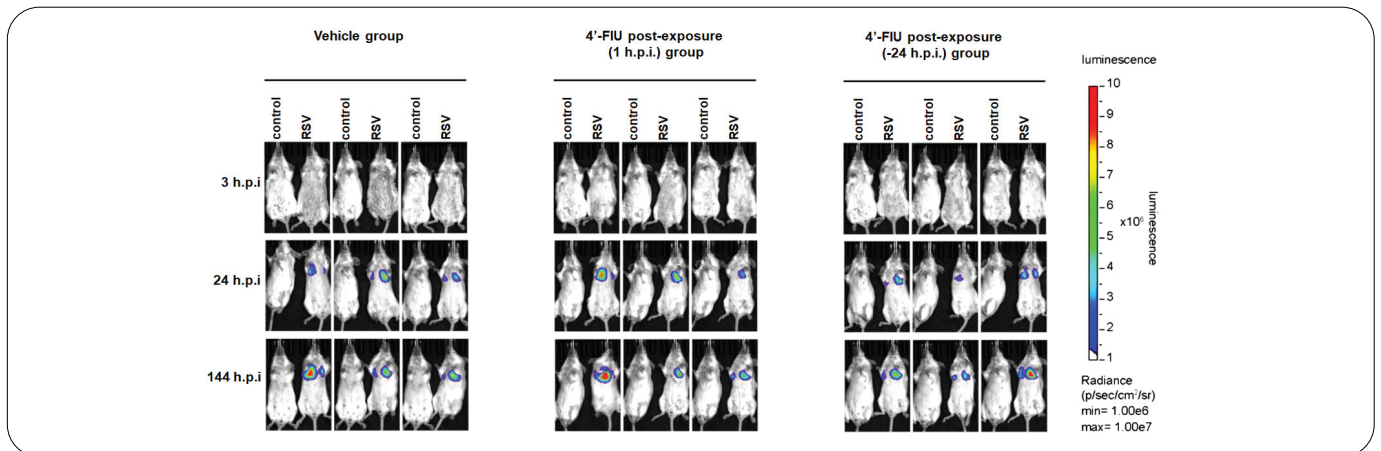 Vehicle group
4’-FIU post-exposure
(1 h.p.i.) group
4’-FIU post-exposure
(-24 h.p.i.) group
luminescence
control
RSV
control
RSV
control
RSV
control
RSV
control
RSV
control
RSV
control
RSV
control
RSV
control
RSV
3 h.p.i
24 h.p.i
144 h.p.i
10
9
8
7
6
x10⁶
5
4
3
2
1
luminescence
Radiance
(p/sec/cm²/sr)
min= 1.00e6
max= 1.00e7